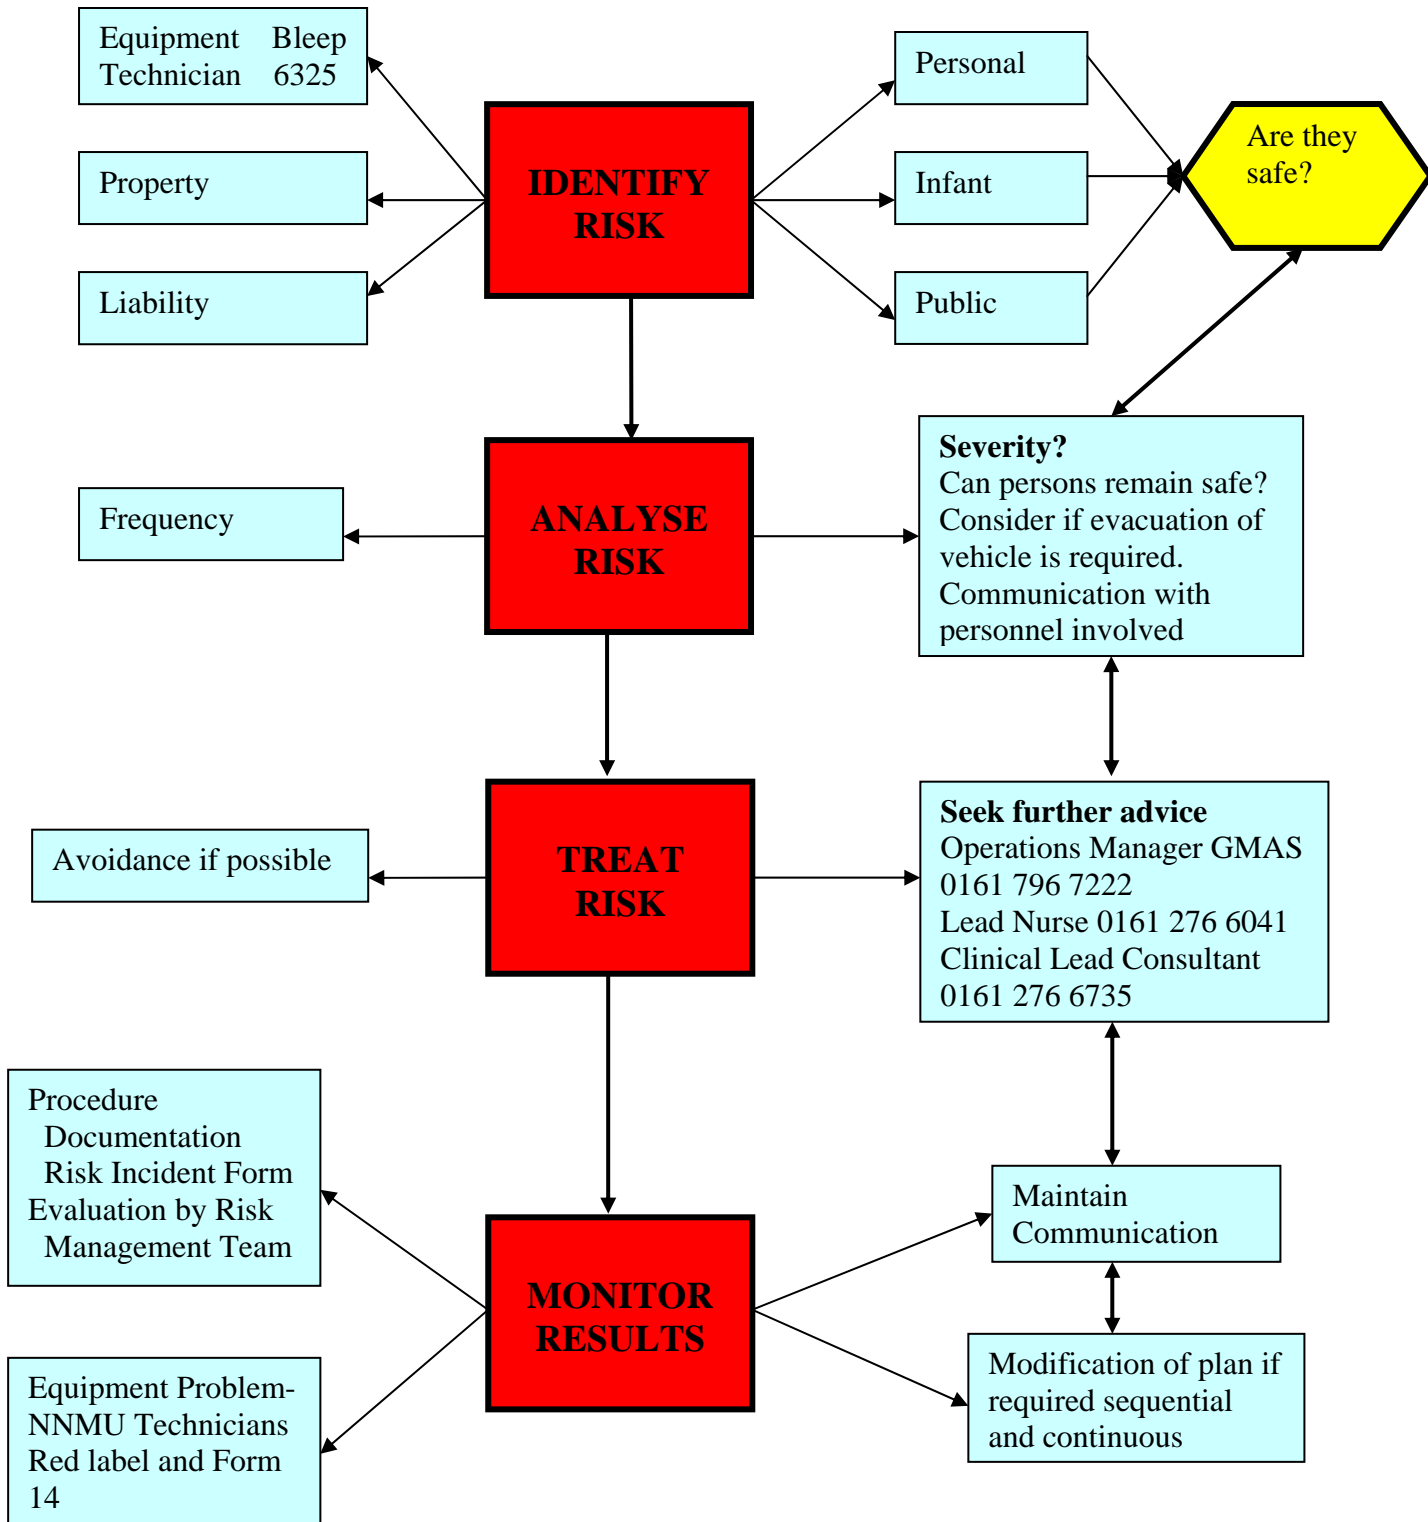 Equipment Bleep
Technician 6325
Property
Liability
IDENTIFY
RISK
Personal
Infant
Public
Are they
safe?
Frequency
ANALYSE
RISK
Severity?
Can persons remain safe?
Consider if evacuation of
vehicle is required.
Communication with
personnel involved
Avoidance if possible
TREAT
RISK
Seek further advice
Operations Manager GMAS
0161 796 7222
Lead Nurse 0161 276 6041
Clinical Lead Consultant
0161 276 6735
Procedure
Documentation
Risk Incident Form
Evaluation by Risk
Management Team
Equipment Problem-
NNMU Technicians
Red label and Form
14
MONITOR
RESULTS
Maintain
Communication
Modification of plan if
required sequential
and continuous